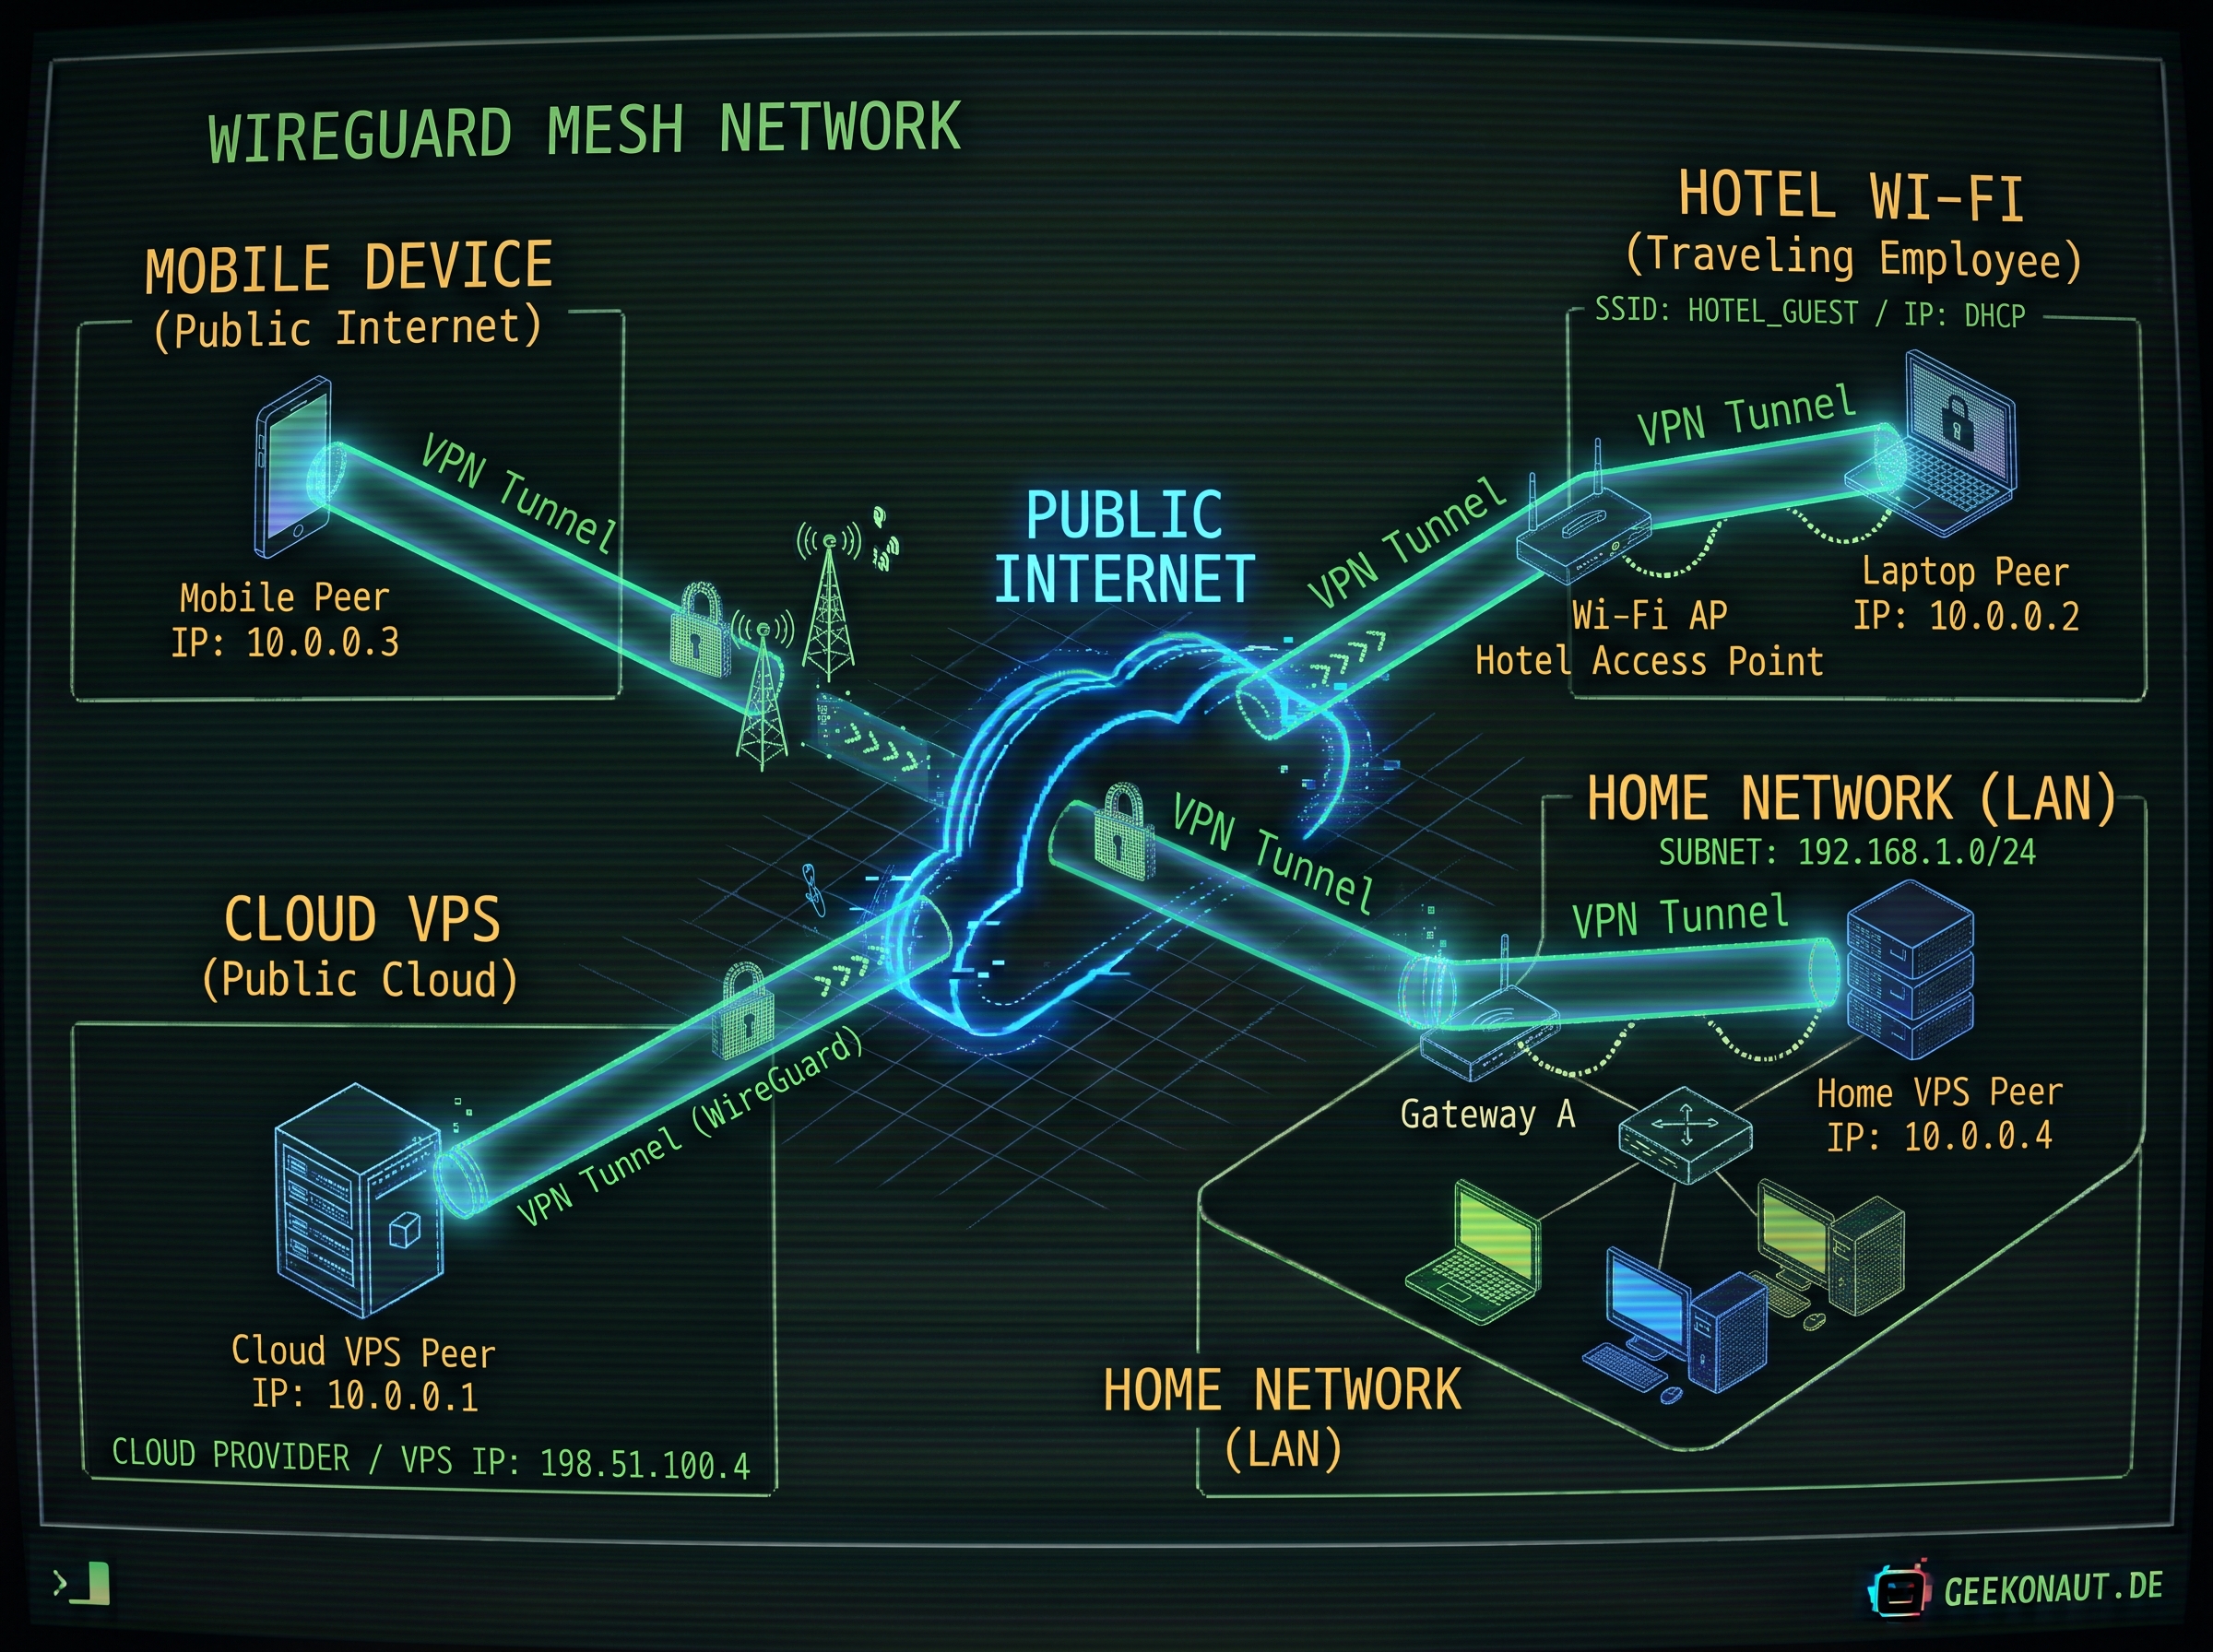 WIREGUARD MESH NETWORK
MOBILE DEVICE
(Public Internet)
VPN Tunnel
Mobile Peer
IP: 10.0.0.3
HOTEL WI-FI
(Traveling Employee)
SSID: HOTEL_GUEST / IP: DHCP
VPN Tunnel
VPN Tunnel
Laptop Peer
IP: 10.0.0.2
Wi-Fi AP
Hotel Access Point
PUBLIC
INTERNET
CLOUD VPS
(Public Cloud)
VPN Tunnel (WireGuard)
Cloud VPS Peer
IP: 10.0.0.1
CLOUD PROVIDER / VPS IP: 198.51.100.4
HOME NETWORK (LAN)
SUBNET: 192.168.1.0/24
VPN Tunnel
VPN Tunnel
Gateway A
Home VPS Peer
IP: 10.0.0.4
HOME NETWORK
(LAN)
GEEKONAUT.DE